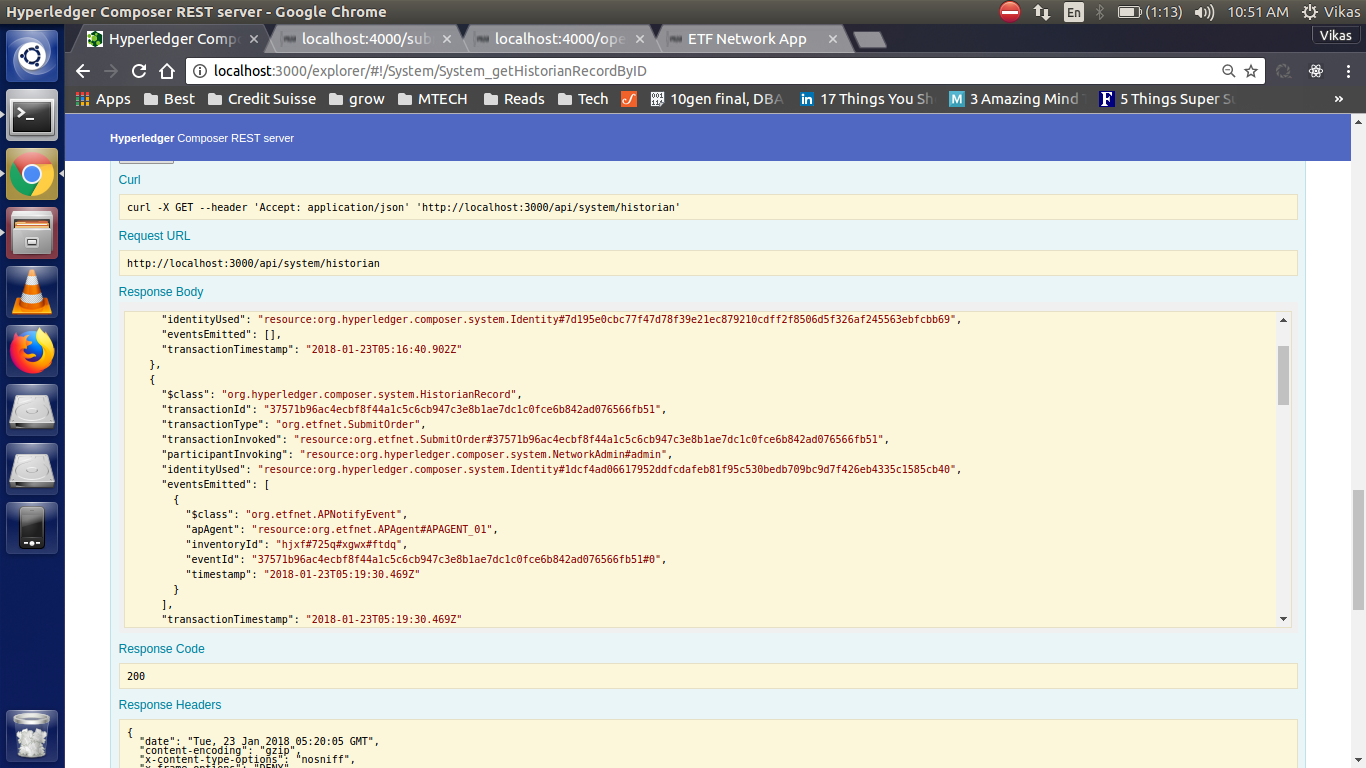 Hyperledger Composer REST server - Google Chrome
En
(1:13)
10:51 AM
Vikas
Hyperledger Comp
localhost:4000/sub
localhost:4000/ope
ETF Network App
Vikas
localhost:3000/explorer/#!/System/System_getHistorianRecordByID
Apps
Best
Credit Suisse
grow
MTECH
Reads
Tech
10gen final, DBA
17 Things You Sh
3 Amazing Mind T
5 Things Super Su
»
Hyperledger Composer REST server
Curl
curl -X GET --header 'Accept: application/json' 'http://localhost:3000/api/system/historian'
Request URL
http://localhost:3000/api/system/historian
Response Body
"identityUsed": "resource:org.hyperledger.composer.system.Identity#7d195e0cbc77f47d78f39e21ec879210cdff2f8506d5f326af245563ebfcbb69",
"eventsEmitted": [],
"transactionTimestamp": "2018-01-23T05:16:40.902Z"
},
{
"$class": "org.hyperledger.composer.system.HistorianRecord",
"transactionId": "37571b96ac4ecbf8f44a1c5c6cb947c3e8b1ae7dc1c0fce6b842ad076566fb51",
"transactionType": "org.etfnet.SubmitOrder",
"transactionInvoked": "resource:org.etfnet.SubmitOrder#37571b96ac4ecbf8f44a1c5c6cb947c3e8b1ae7dc1c0fce6b842ad076566fb51",
"participantInvoking": "resource:org.hyperledger.composer.system.NetworkAdmin#admin",
"identityUsed": "resource:org.hyperledger.composer.system.Identity#1dcf4ad06617952ddfcdafeb81f95c530bedb709bc9d7f426eb4335c1585cb40",
"eventsEmitted": [
{
"$class": "org.etfnet.APNotifyEvent",
"apAgent": "resource:org.etfnet.APAgent#APAGENT_01",
"inventoryId": "hjxf#725q#xgwx#ftdq",
"eventId": "37571b96ac4ecbf8f44a1c5c6cb947c3e8b1ae7dc1c0fce6b842ad076566fb51#0",
"timestamp": "2018-01-23T05:19:30.469Z"
}
],
"transactionTimestamp": "2018-01-23T05:19:30.469Z"
Response Code
200
Response Headers
{
"date": "Tue, 23 Jan 2018 05:20:05 GMT",
"content-encoding": "gzip",
"x-content-type-options": "nosniff",
"x-frame-options": "DENY",